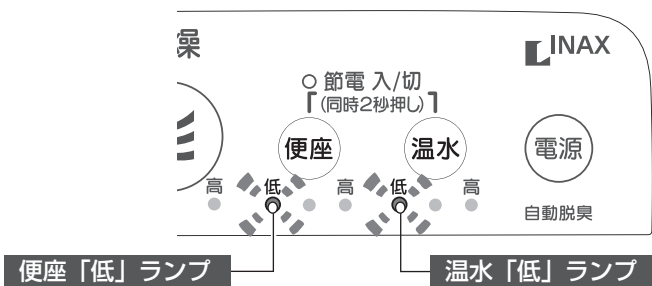 燥
INAX
節電 入/切
(同時2秒押し)
便座
温水
電源
高
低
高
低
高
自動脱臭
便座「低」ランプ
温水「低」ランプ